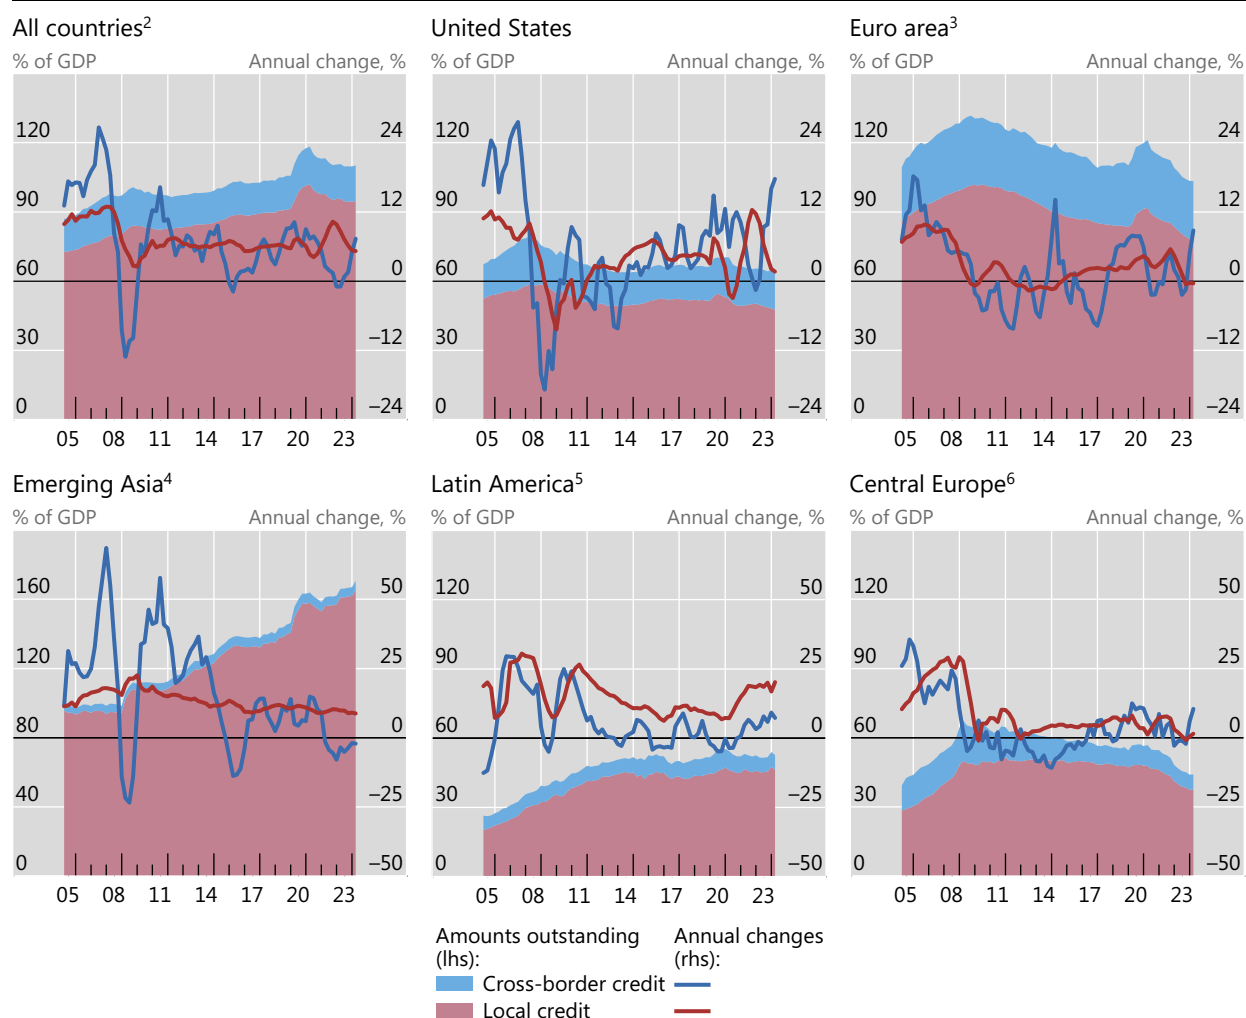 All countries2
% of GDP Annual change, %
120 24
90 12
60 0
30 –12
0 –24
05 08 11 14 17 20 23
United States
% of GDP Annual change, %
120 24
90 12
60 0
30 –12
0 –24
05 08 11 14 17 20 23
Euro area3
% of GDP Annual change, %
120 24
90 12
60 0
30 –12
0 –24
05 08 11 14 17 20 23
Emerging Asia4
% of GDP Annual change, %
160 50
120 25
80 0
40 –25
0 –50
05 08 11 14 17 20 23
Latin America5
% of GDP Annual change, %
120 50
90 25
60 0
30 –25
0 –50
05 08 11 14 17 20 23
Central Europe6
% of GDP Annual change, %
120 50
90 25
60 0
30 –25
0 –50
05 08 11 14 17 20 23
Amounts outstanding
(lhs):
Cross-border credit
Local credit
Annual changes
(rhs):